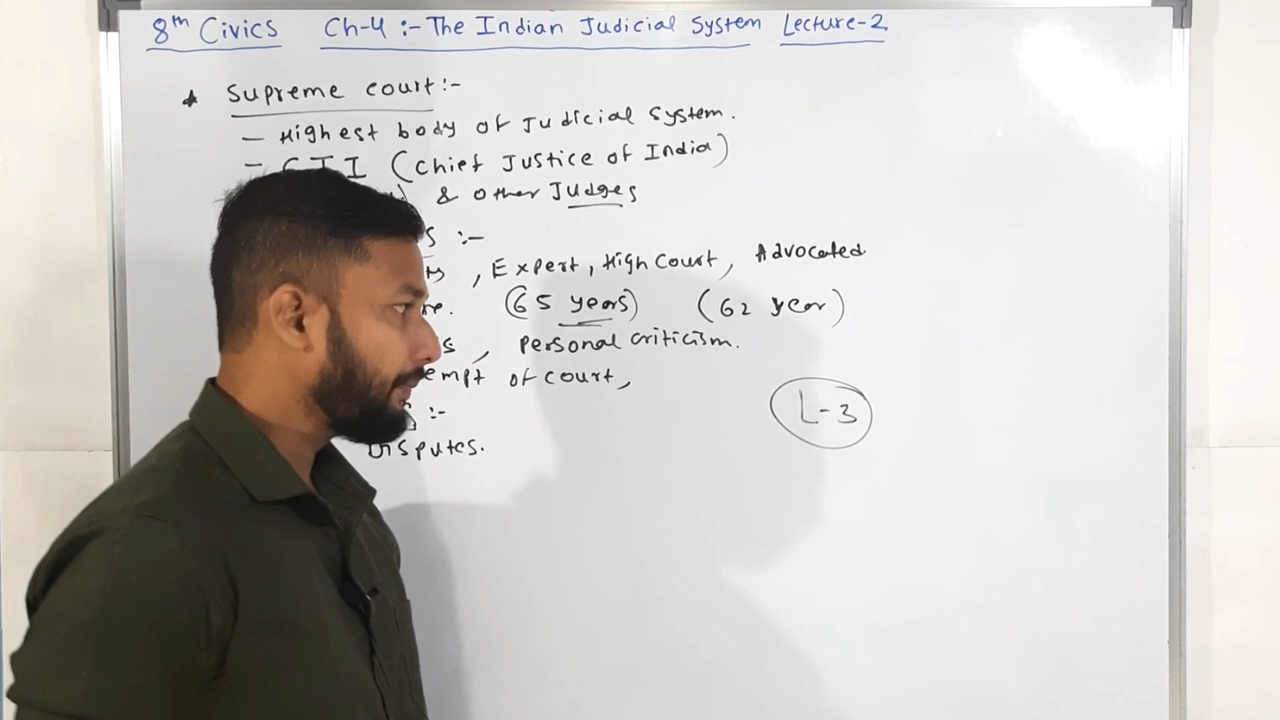 8th Civics Ch-4 :- The Indian Judicial System Lecture-2
* Supreme court :-
- Highest body of Judicial System.
- CJI (Chief Justice of India)
& other Judges
S :-
, Expert, High Court, Advocated
re. (65 years) (62 year)
s, Personal criticism.
empt of court,
:-
Disputes.
L-3